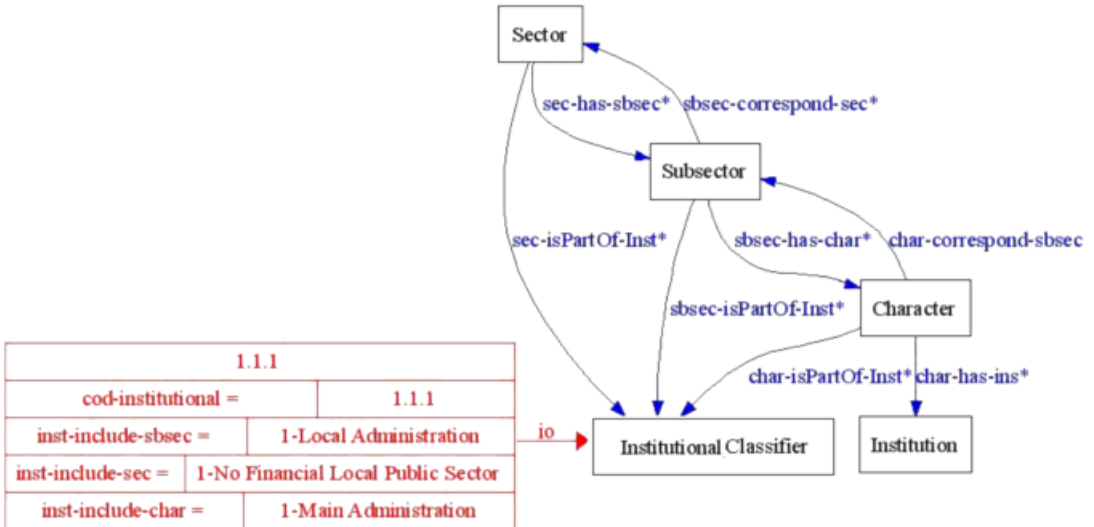 Sector
sec-has-sbsec* sbsec-correspond-sec*
Subsector
sec-isPartOf-Inst* sbsec-has-char* char-correspond-sbsec
sbsec-isPartOf-Inst* Character
1.1.1
char-isPartOf-Inst* char-has-ins*
cod-institutional = 1.1.1
inst-include-sbsec = 1-Local Administration
io
Institutional Classifier Institution
inst-include-sec = 1-No Financial Local Public Sector
inst-include-char = 1-Main Administration